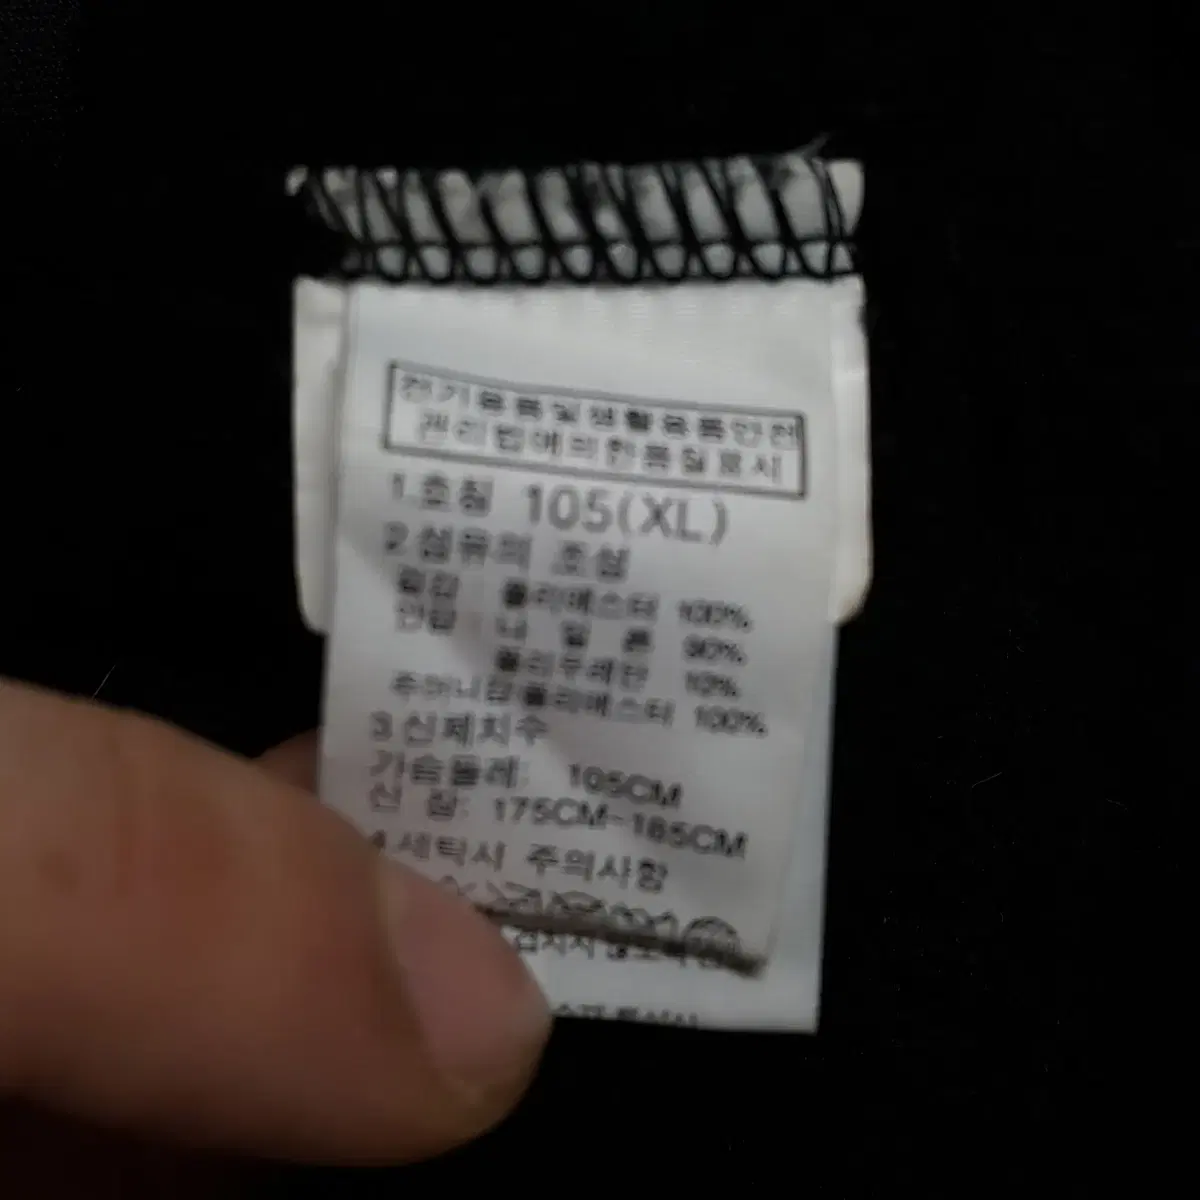 전기용품및생활용품안전
관리법에의한품질표시
1.호칭 105(XL)
2.섬유의 조성
겉감 폴리에스터 100%
안감 나 일 론 90%
폴리우레탄 10%
주머니감:폴리에스터 100%
3.신체치수
가슴둘레: 105CM
신 장: 175CM-185CM
4.세탁시 주의사항